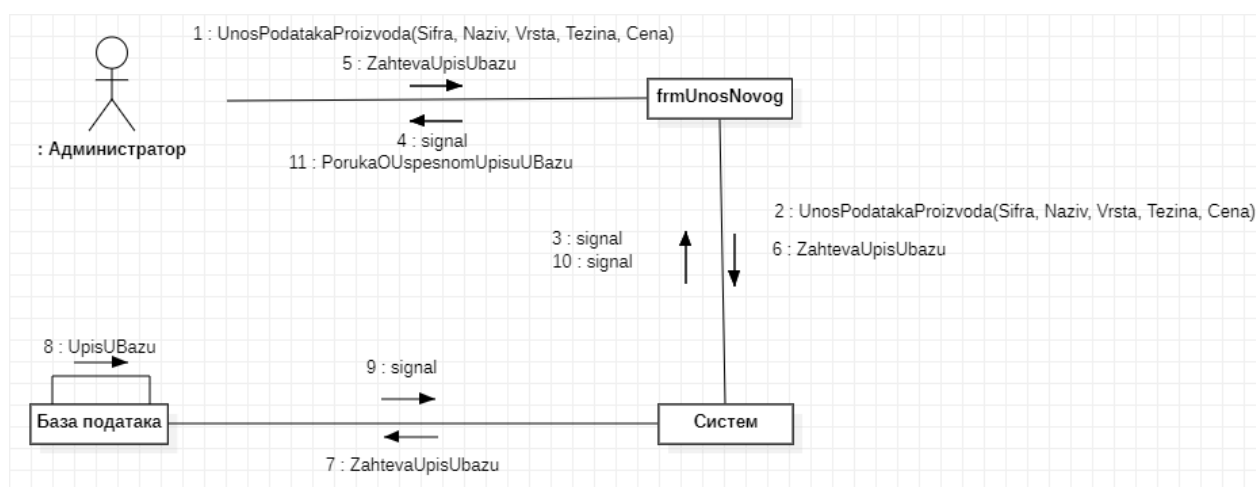 1 : UnosPodatakaProizvoda(Sifra, Naziv, Vrsta, Tezina, Cena)
5 : ZahtevaUpisUbazu
frmUnosNovog
: Администратор
4 : signal
11 : PorukaOUspesnomUpisuUBazu
2 : UnosPodatakaProizvoda(Sifra, Naziv, Vrsta, Tezina, Cena)
3 : signal
6 : ZahtevaUpisUbazu
10 : signal
8 : UpisUBazu
9 : signal
База података
Систем
7 : ZahtevaUpisUbazu